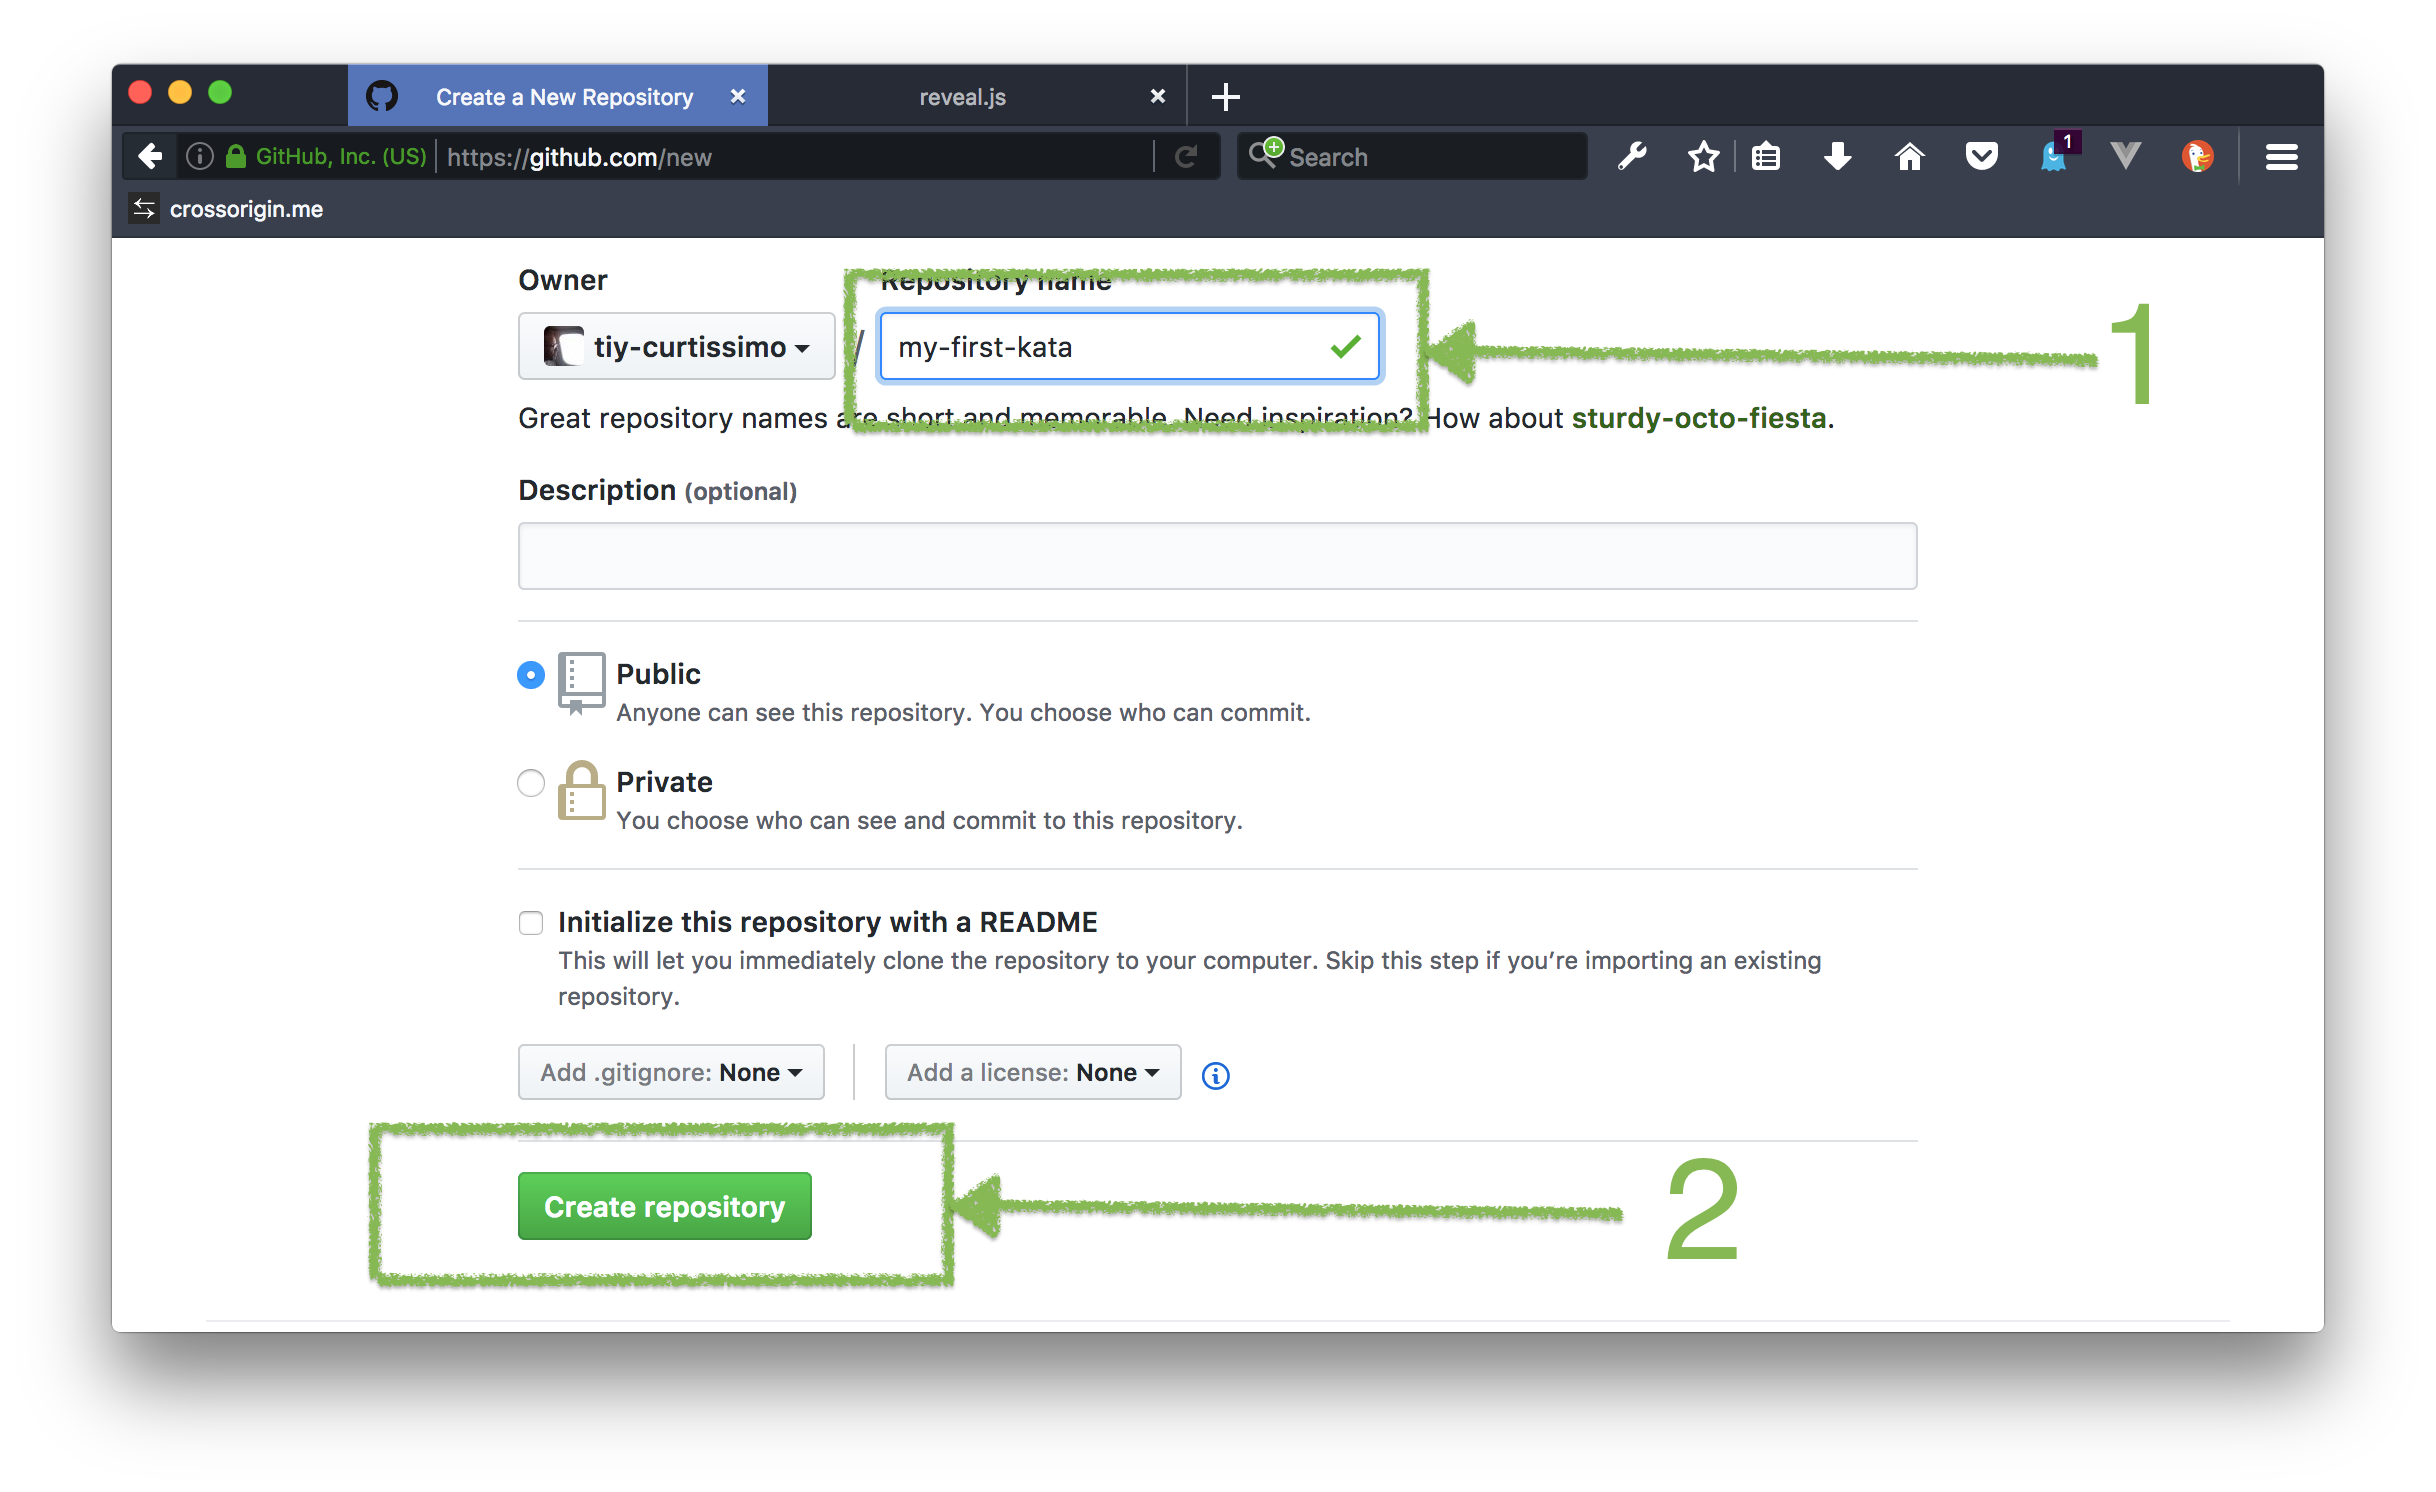 Create a New Repository
reveal.js
GitHub, Inc. (US) https://github.com/new
Search
1
crossorigin.me
Owner
Repository name
tiy-curtissimo / my-first-kata
1
Great repository names are short and memorable. Need inspiration? How about sturdy-octo-fiesta.
Description (optional)
Public
Anyone can see this repository. You choose who can commit.
Private
You choose who can see and commit to this repository.
Initialize this repository with a README
This will let you immediately clone the repository to your computer. Skip this step if you’re importing an existing
repository.
Add .gitignore: None
Add a license: None
Create repository
2